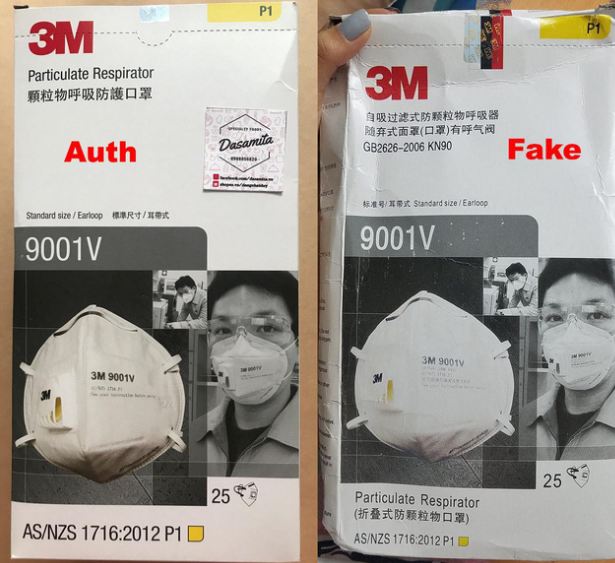 P1
3M
Particulate Respirator
顆粒物呼吸防護口罩
Auth
SPECIALTY FOODS
Dasamita
Standard size / Earloop 標準尺寸 / 耳帶式
9001V
3M 9001V
3M
25
AS/NZS 1716:2012 P1
P1
3M
自吸过滤式防颗粒物呼吸器
随弃式面罩(口罩)有呼气阀
GB2626-2006 KN90
Fake
标准号/ 耳带式 Standard size / Earloop
9001V
3M 9001V
3M
25
Particulate Respirator
(折叠式防颗粒物口罩)
AS/NZS 1716:2012 P1